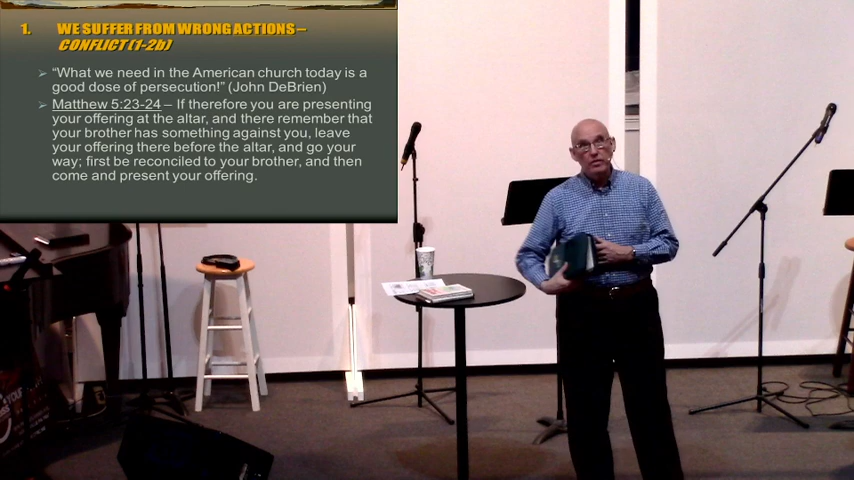 1. WE SUFFER FROM WRONG ACTIONS –
CONFLICT (1-2b)
➢ “What we need in the American church today is a
good dose of persecution!” (John DeBrien)
➢ Matthew 5:23-24 – If therefore you are presenting
your offering at the altar, and there remember that
your brother has something against you, leave
your offering there before the altar, and go your
way; first be reconciled to your brother, and then
come and present your offering.